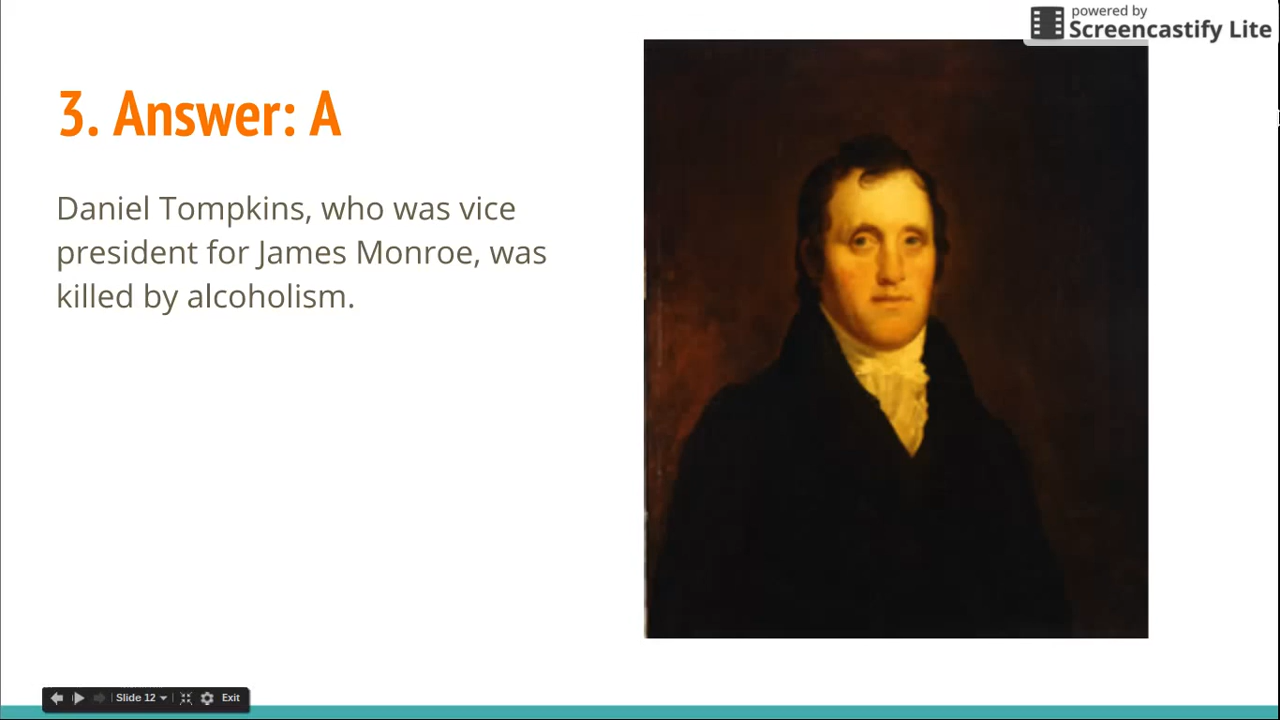 powered by
Screencastify Lite
3. Answer: A
Daniel Tompkins, who was vice
president for James Monroe, was
killed by alcoholism.
Slide 12
Exit